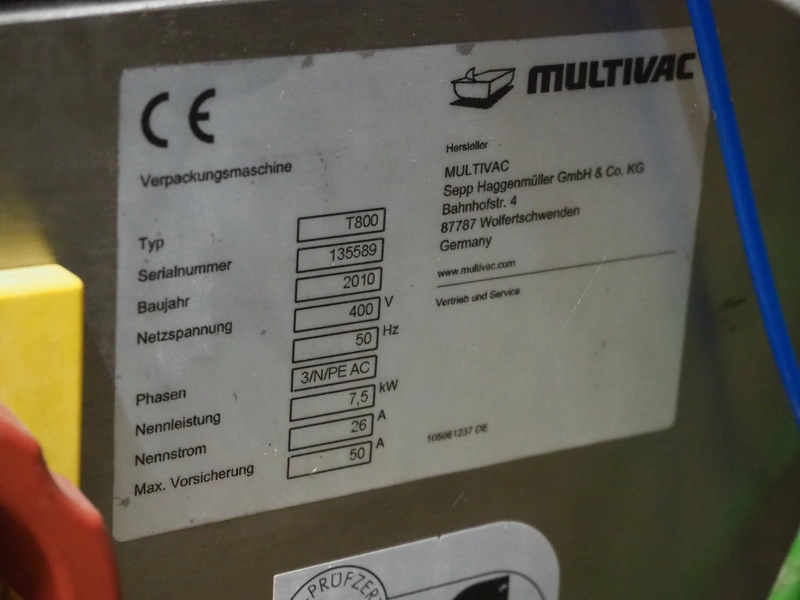 CE
Verpackungsmaschine
Typ T800
Serialnummer 135589
Baujahr 2010
Netzspannung 400 V
50 Hz
Phasen 3/N/PE AC
Nennleistung 7,5 kW
Nennstrom 26 A
Max. Vorsicherung 50 A
MULTIVAC
Hersteller
MULTIVAC
Sepp Haggenmüller GmbH & Co. KG
Bahnhofstr. 4
87787 Wolfertschwenden
Germany
www.multivac.com
Vertrieb und Service